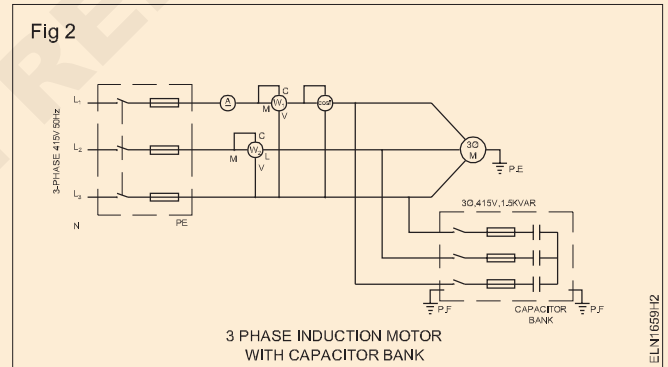 Fig 2
3-PHASE 415V 50Hz
L1
L2
L3
N
PE
A
M
C
W1
V
cosø
M
C
W2
L
V
3Ø
M
P.E
3Ø,415V,1.5KVAR
P.F
CAPACITOR
BANK
P.F
3 PHASE INDUCTION MOTOR
WITH CAPACITOR BANK
ELN1659H2